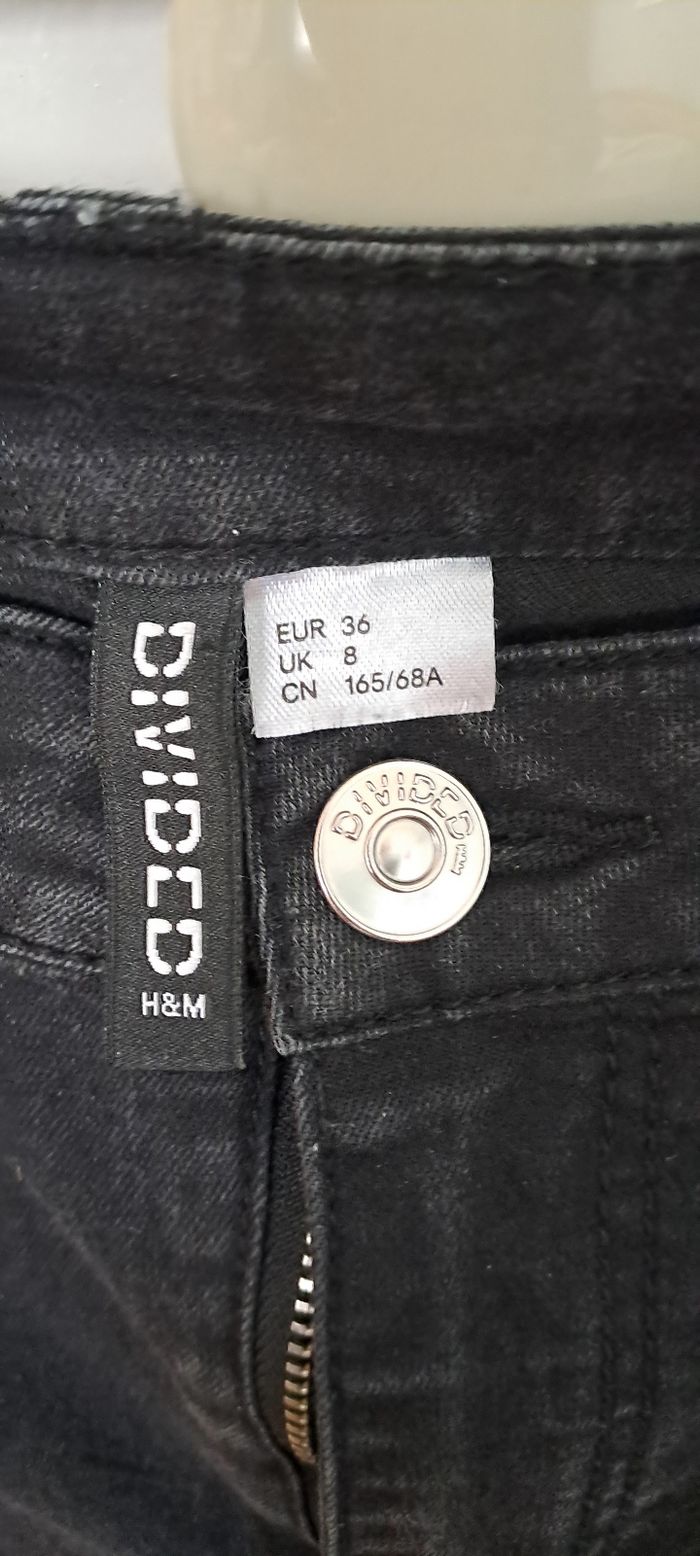 DIVIDED
H&M
EUR 36
UK 8
CN 165/68A
DIVIDED